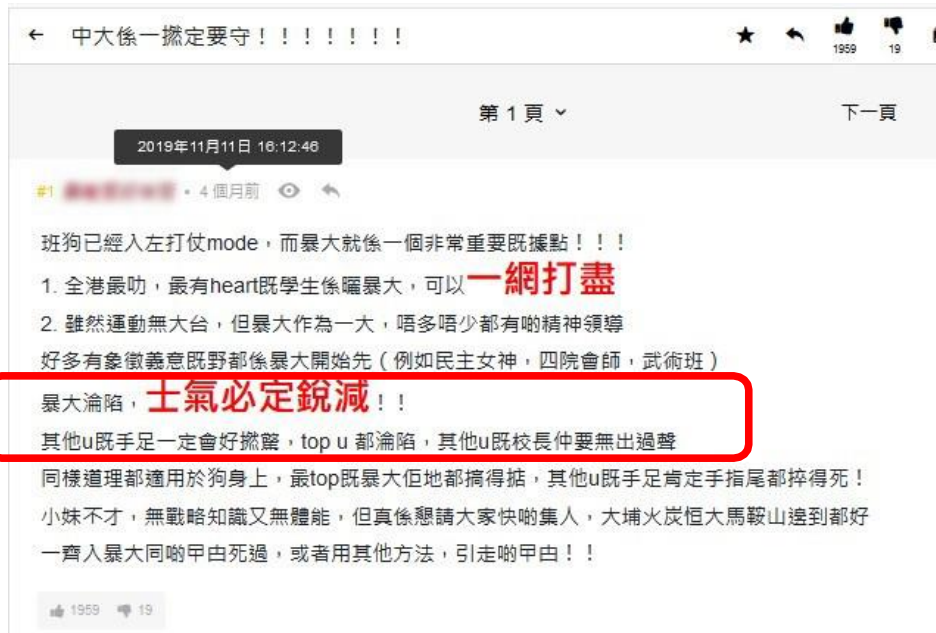 ← 中大係一撚定要守!!!!!!!
1959 19
第 1 頁
下一頁
2019年11月11日 16:12:46
#1 • 4 個月前
班狗已經入左打仗mode,而暴大就係一個非常重要既據點!!!
1. 全港最叻,最有heart既學生係曬暴大,可以一網打盡
2. 雖然運動無大台,但暴大作為一大,唔多唔少都有啲精神領導
好多有象徵義意既野都係暴大開始先(例如民主女神,四院會師,武術班)
暴大淪陷,士氣必定銳減!!
其他u既手足一定會好撚驚,top u 都淪陷,其他u既校長仲要無出過聲
同樣道理都適用於狗身上,最top既暴大佢地都搞得掂,其他u既手足肯定手指尾都捽得死!
小妹不才,無戰略知識又無體能,但真係懇請大家快啲集人,大埔火炭恒大馬鞍山邊到都好
一齊入暴大同啲曱甴死過,或者用其他方法,引走啲曱甴!!
1959 19